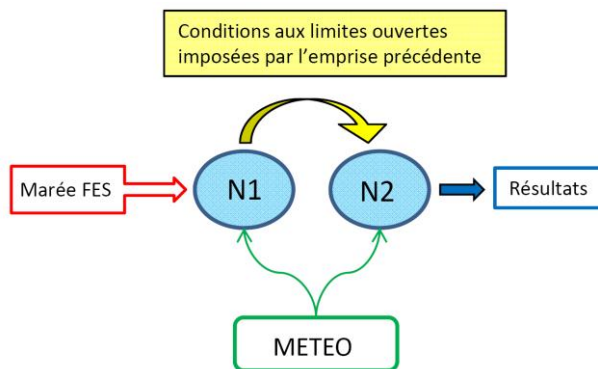 Conditions aux limites ouvertes
imposées par l'emprise précédente
Marée FES
N1
N2
Résultats
METEO